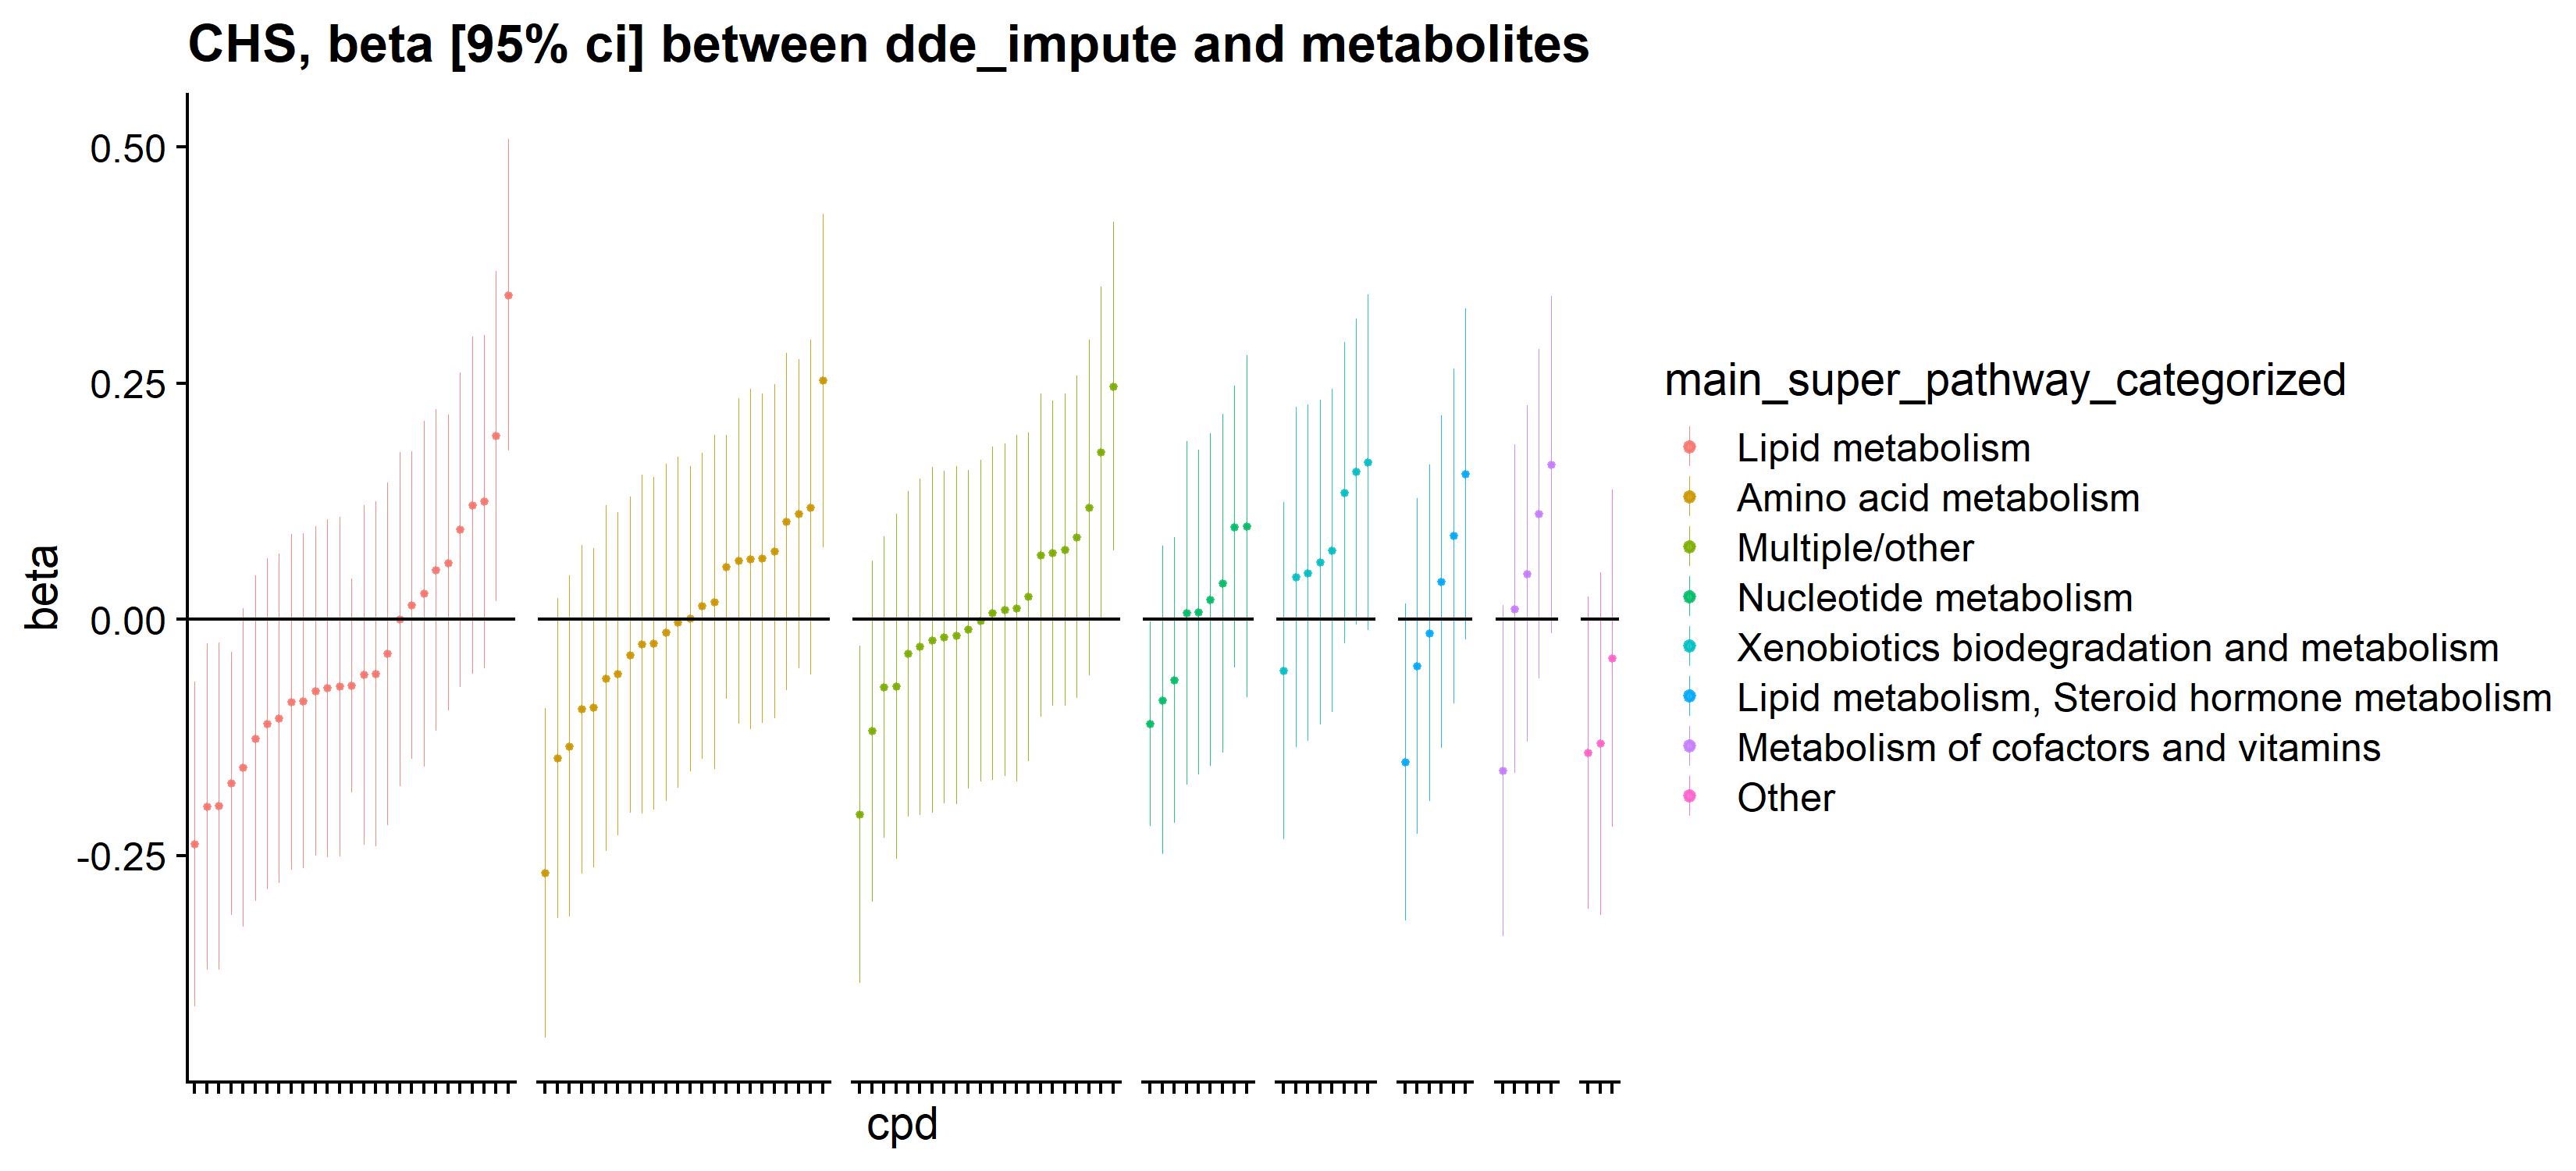 CHS, beta [95% ci] between dde_impute and metabolites
0.50
0.25
0.00
-0.25
beta
cpd
main_super_pathway_categorized
Lipid metabolism
Amino acid metabolism
Multiple/other
Nucleotide metabolism
Xenobiotics biodegradation and metabolism
Lipid metabolism, Steroid hormone metabolism
Metabolism of cofactors and vitamins
Other